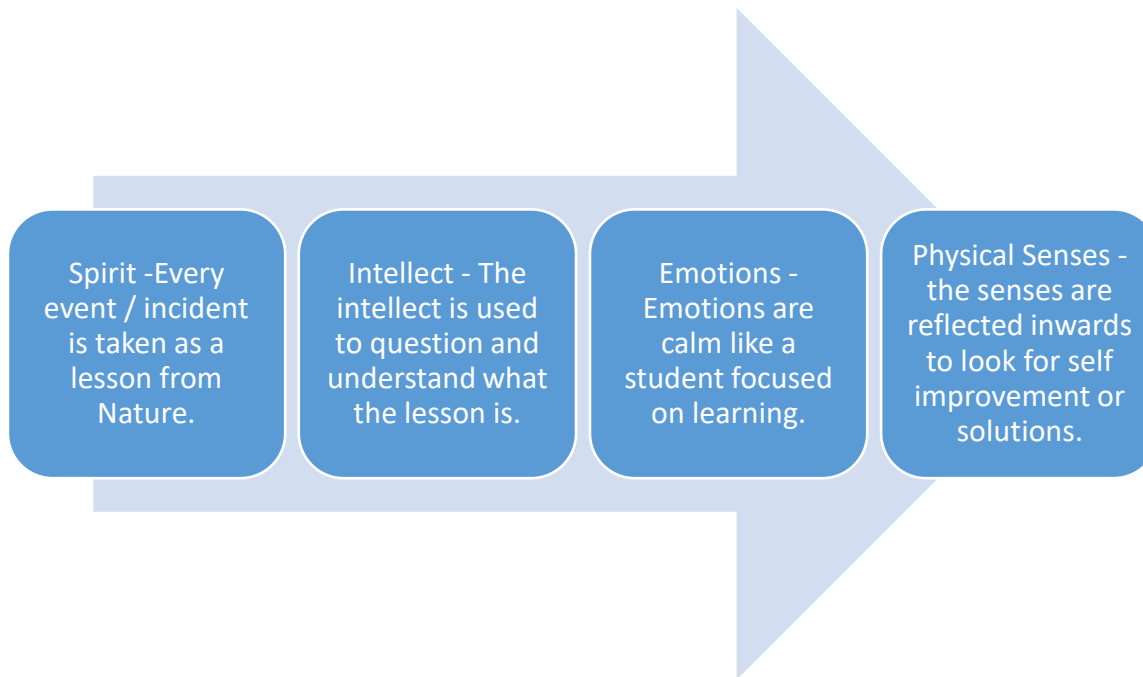 Spirit -Every
event / incident
is taken as a
lesson from
Nature.
Intellect - The
intellect is used
to question and
understand what
the lesson is.
Emotions -
Emotions are
calm like a
student focused
on learning.
Physical Senses -
the senses are
reflected inwards
to look for self
improvement or
solutions.